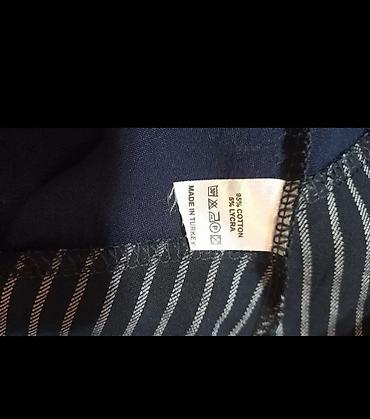 95% COTTON
5% LYCRA
MADE IN TURKEY